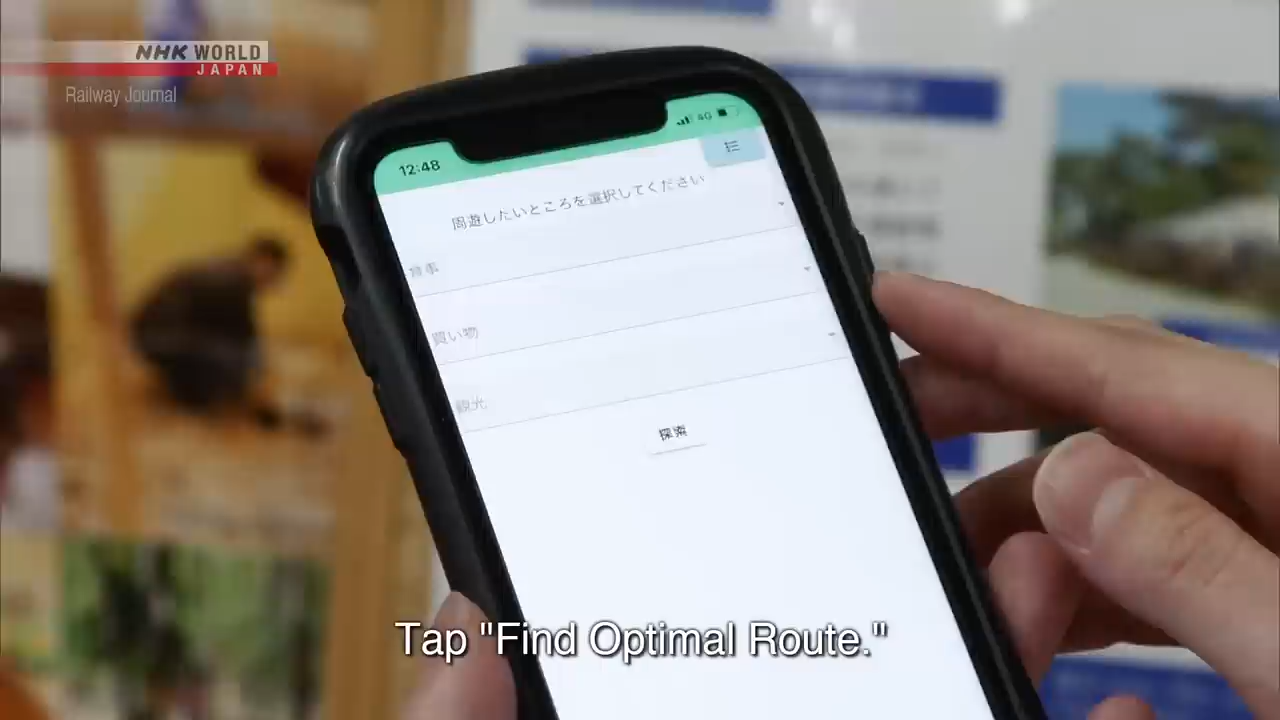 NHK WORLD
JAPAN
Railway Journal
12:48
4G
周遊したいところを選択してください
食事
買い物
観光
探索
Tap "Find Optimal Route."